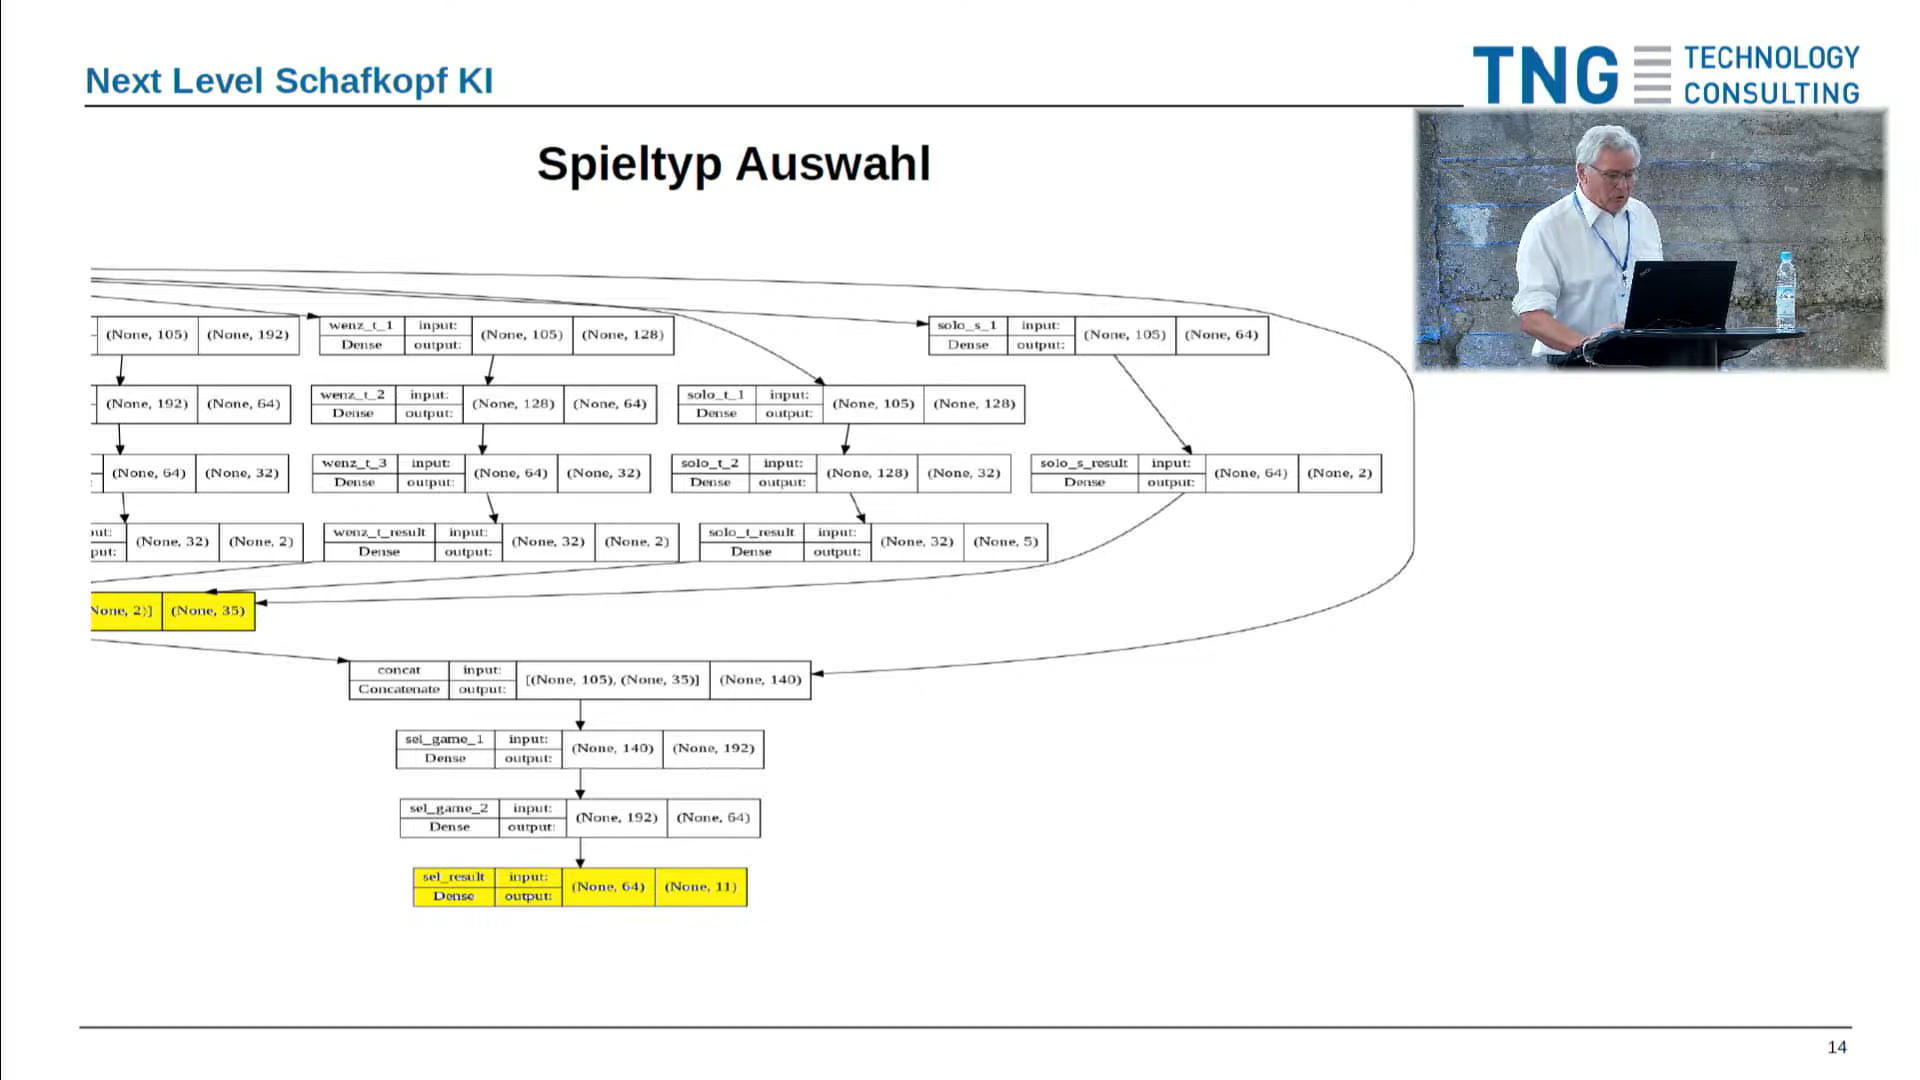 Next Level Schafkopf KI
TNG TECHNOLOGY CONSULTING
Spieltyp Auswahl
(None, 105) (None, 192)
wenz_t_1 input: (None, 105) (None, 128)
Dense output:
solo_s_1 input: (None, 105) (None, 64)
Dense output:
(None, 192) (None, 64)
wenz_t_2 input: (None, 128) (None, 64)
Dense output:
solo_t_1 input: (None, 105) (None, 128)
Dense output:
(None, 64) (None, 32)
wenz_t_3 input: (None, 64) (None, 32)
Dense output:
solo_t_2 input: (None, 128) (None, 32)
Dense output:
solo_s_result input: (None, 64) (None, 2)
Dense output:
(None, 32) (None, 2)
wenz_t_result input: (None, 32) (None, 2)
Dense output:
solo_t_result input: (None, 32) (None, 5)
Dense output:
None, 2)] (None, 35)
concat input: [(None, 105), (None, 35)] (None, 140)
Concatenate output:
sel_game_1 input: (None, 140) (None, 192)
Dense output:
sel_game_2 input: (None, 192) (None, 64)
Dense output:
sel_result input: (None, 64) (None, 11)
Dense output:
14